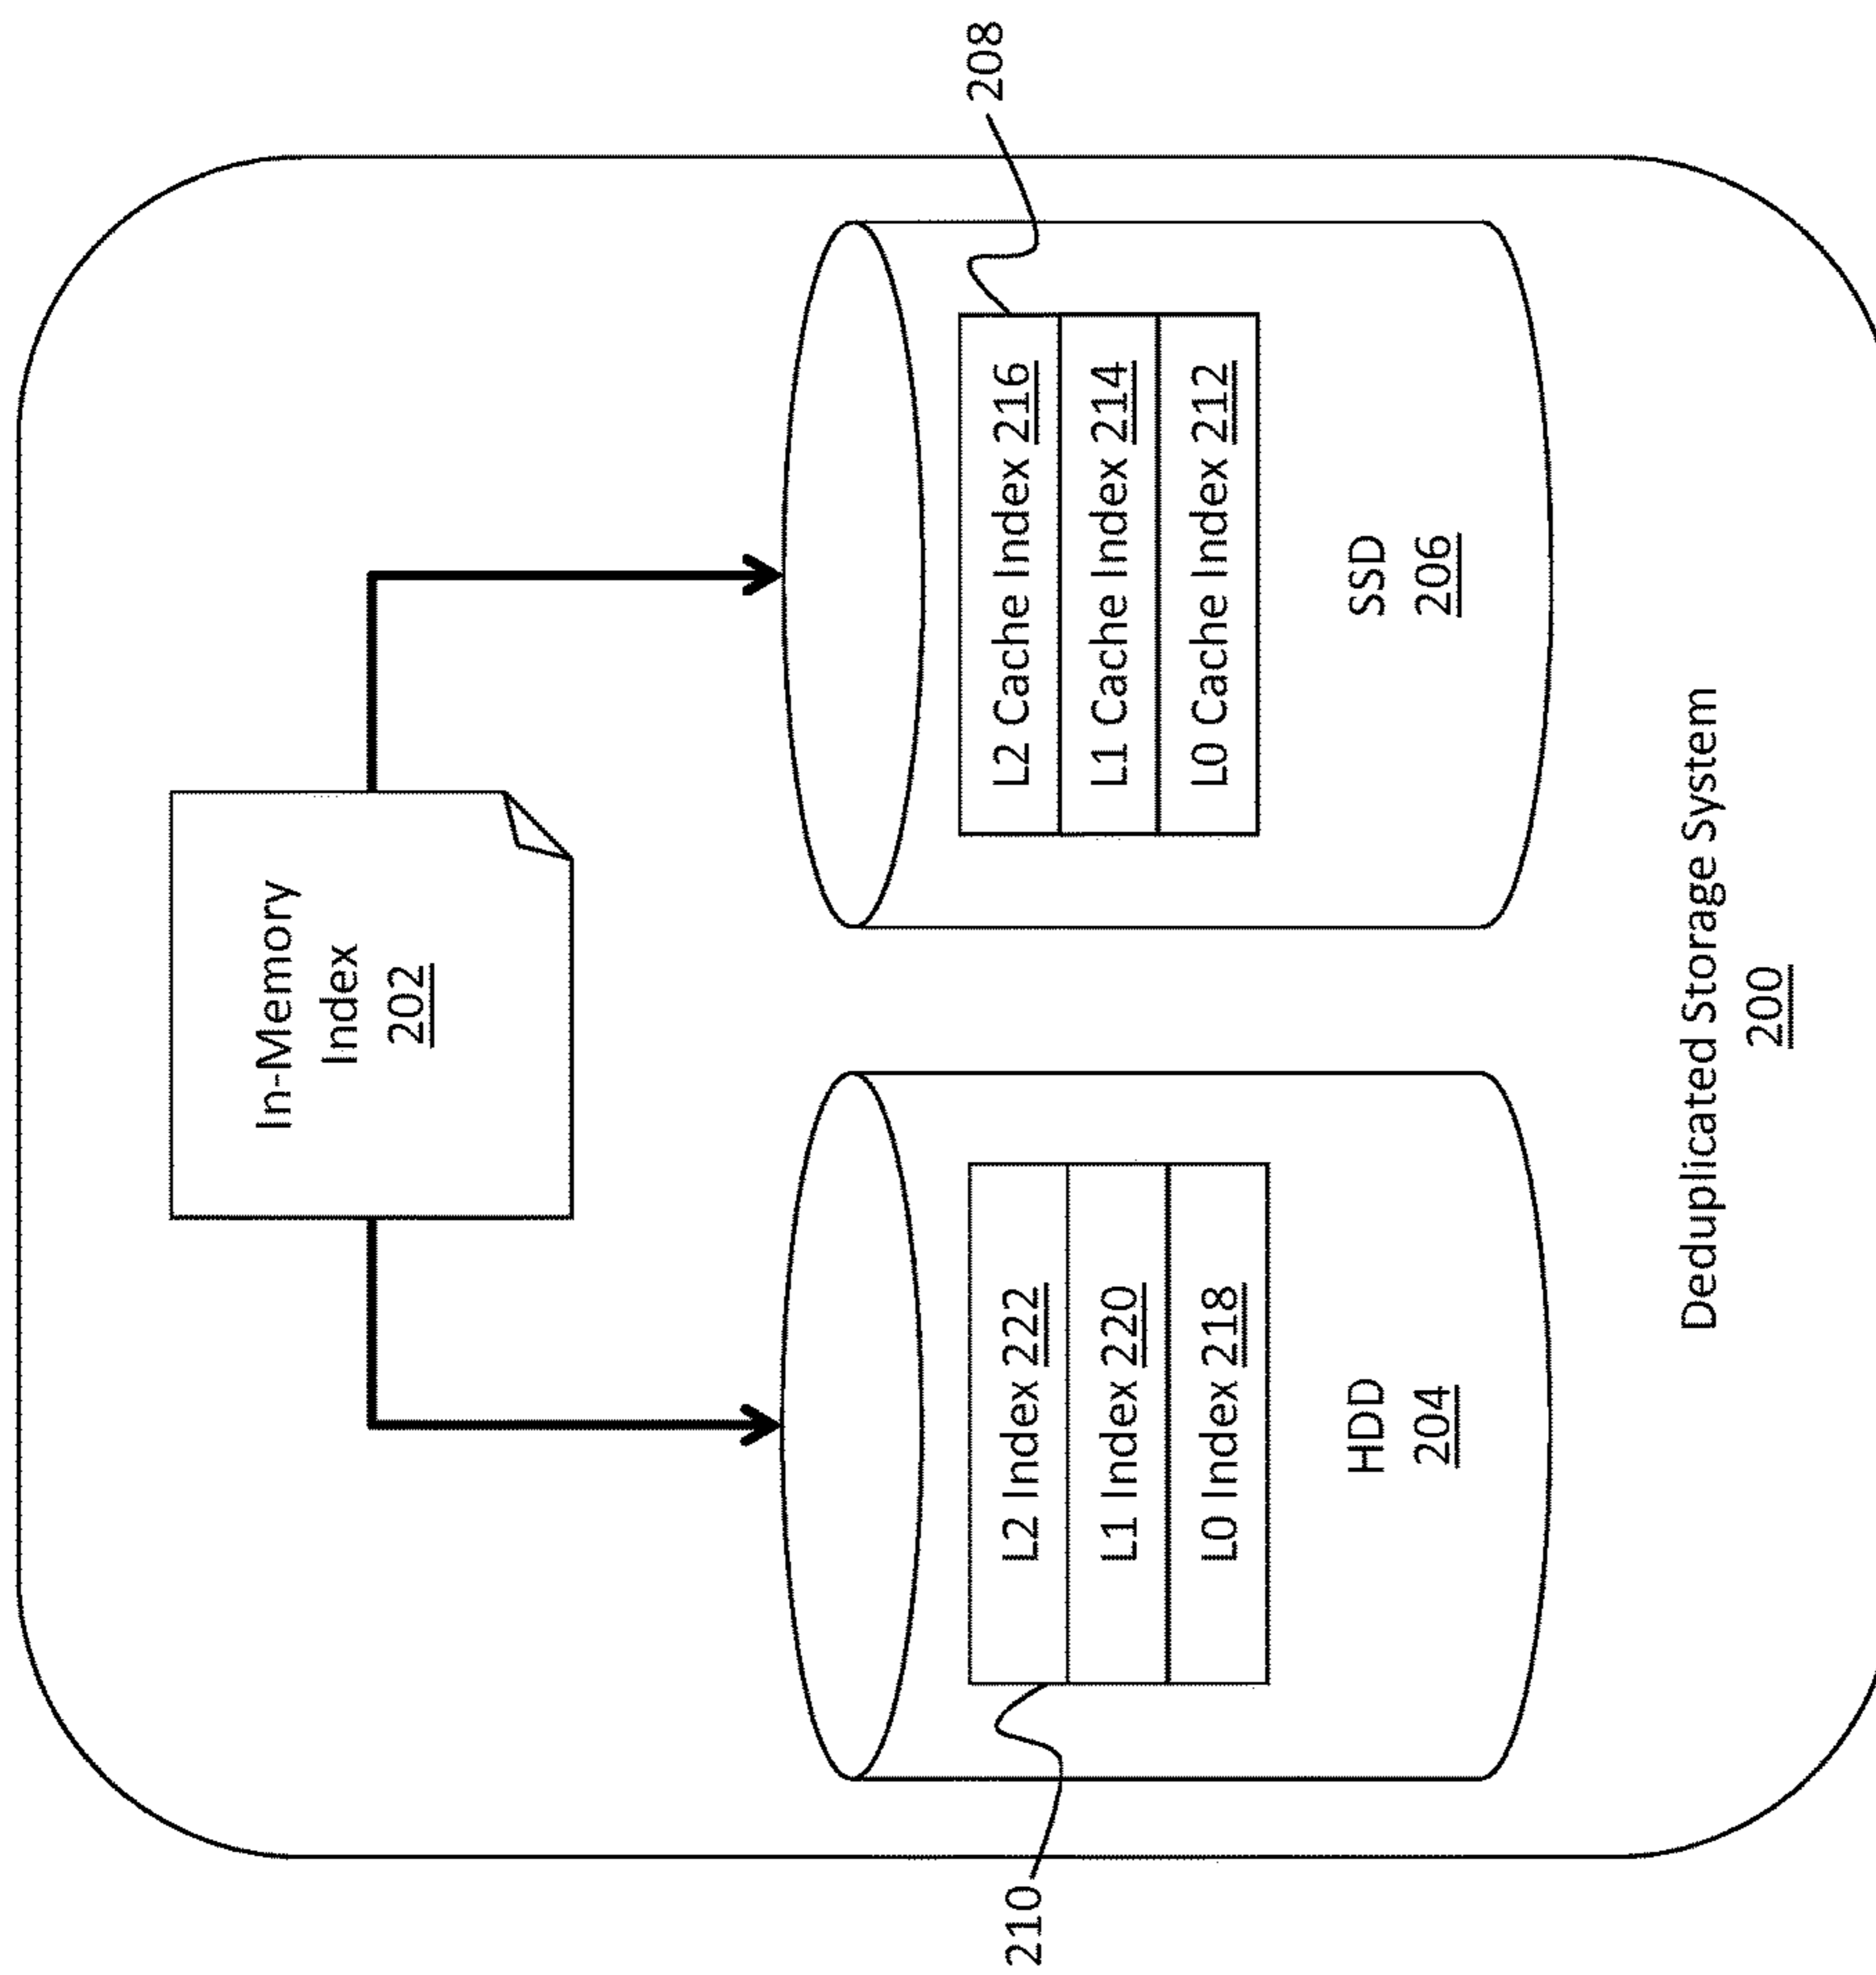 In-Memory
Index
202
208
210
L2 Index 222
L1 Index 220
L0 Index 218
HDD
204
L2 Cache Index 216
L1 Cache Index 214
L0 Cache Index 212
SSD
206
Deduplicated Storage System
200